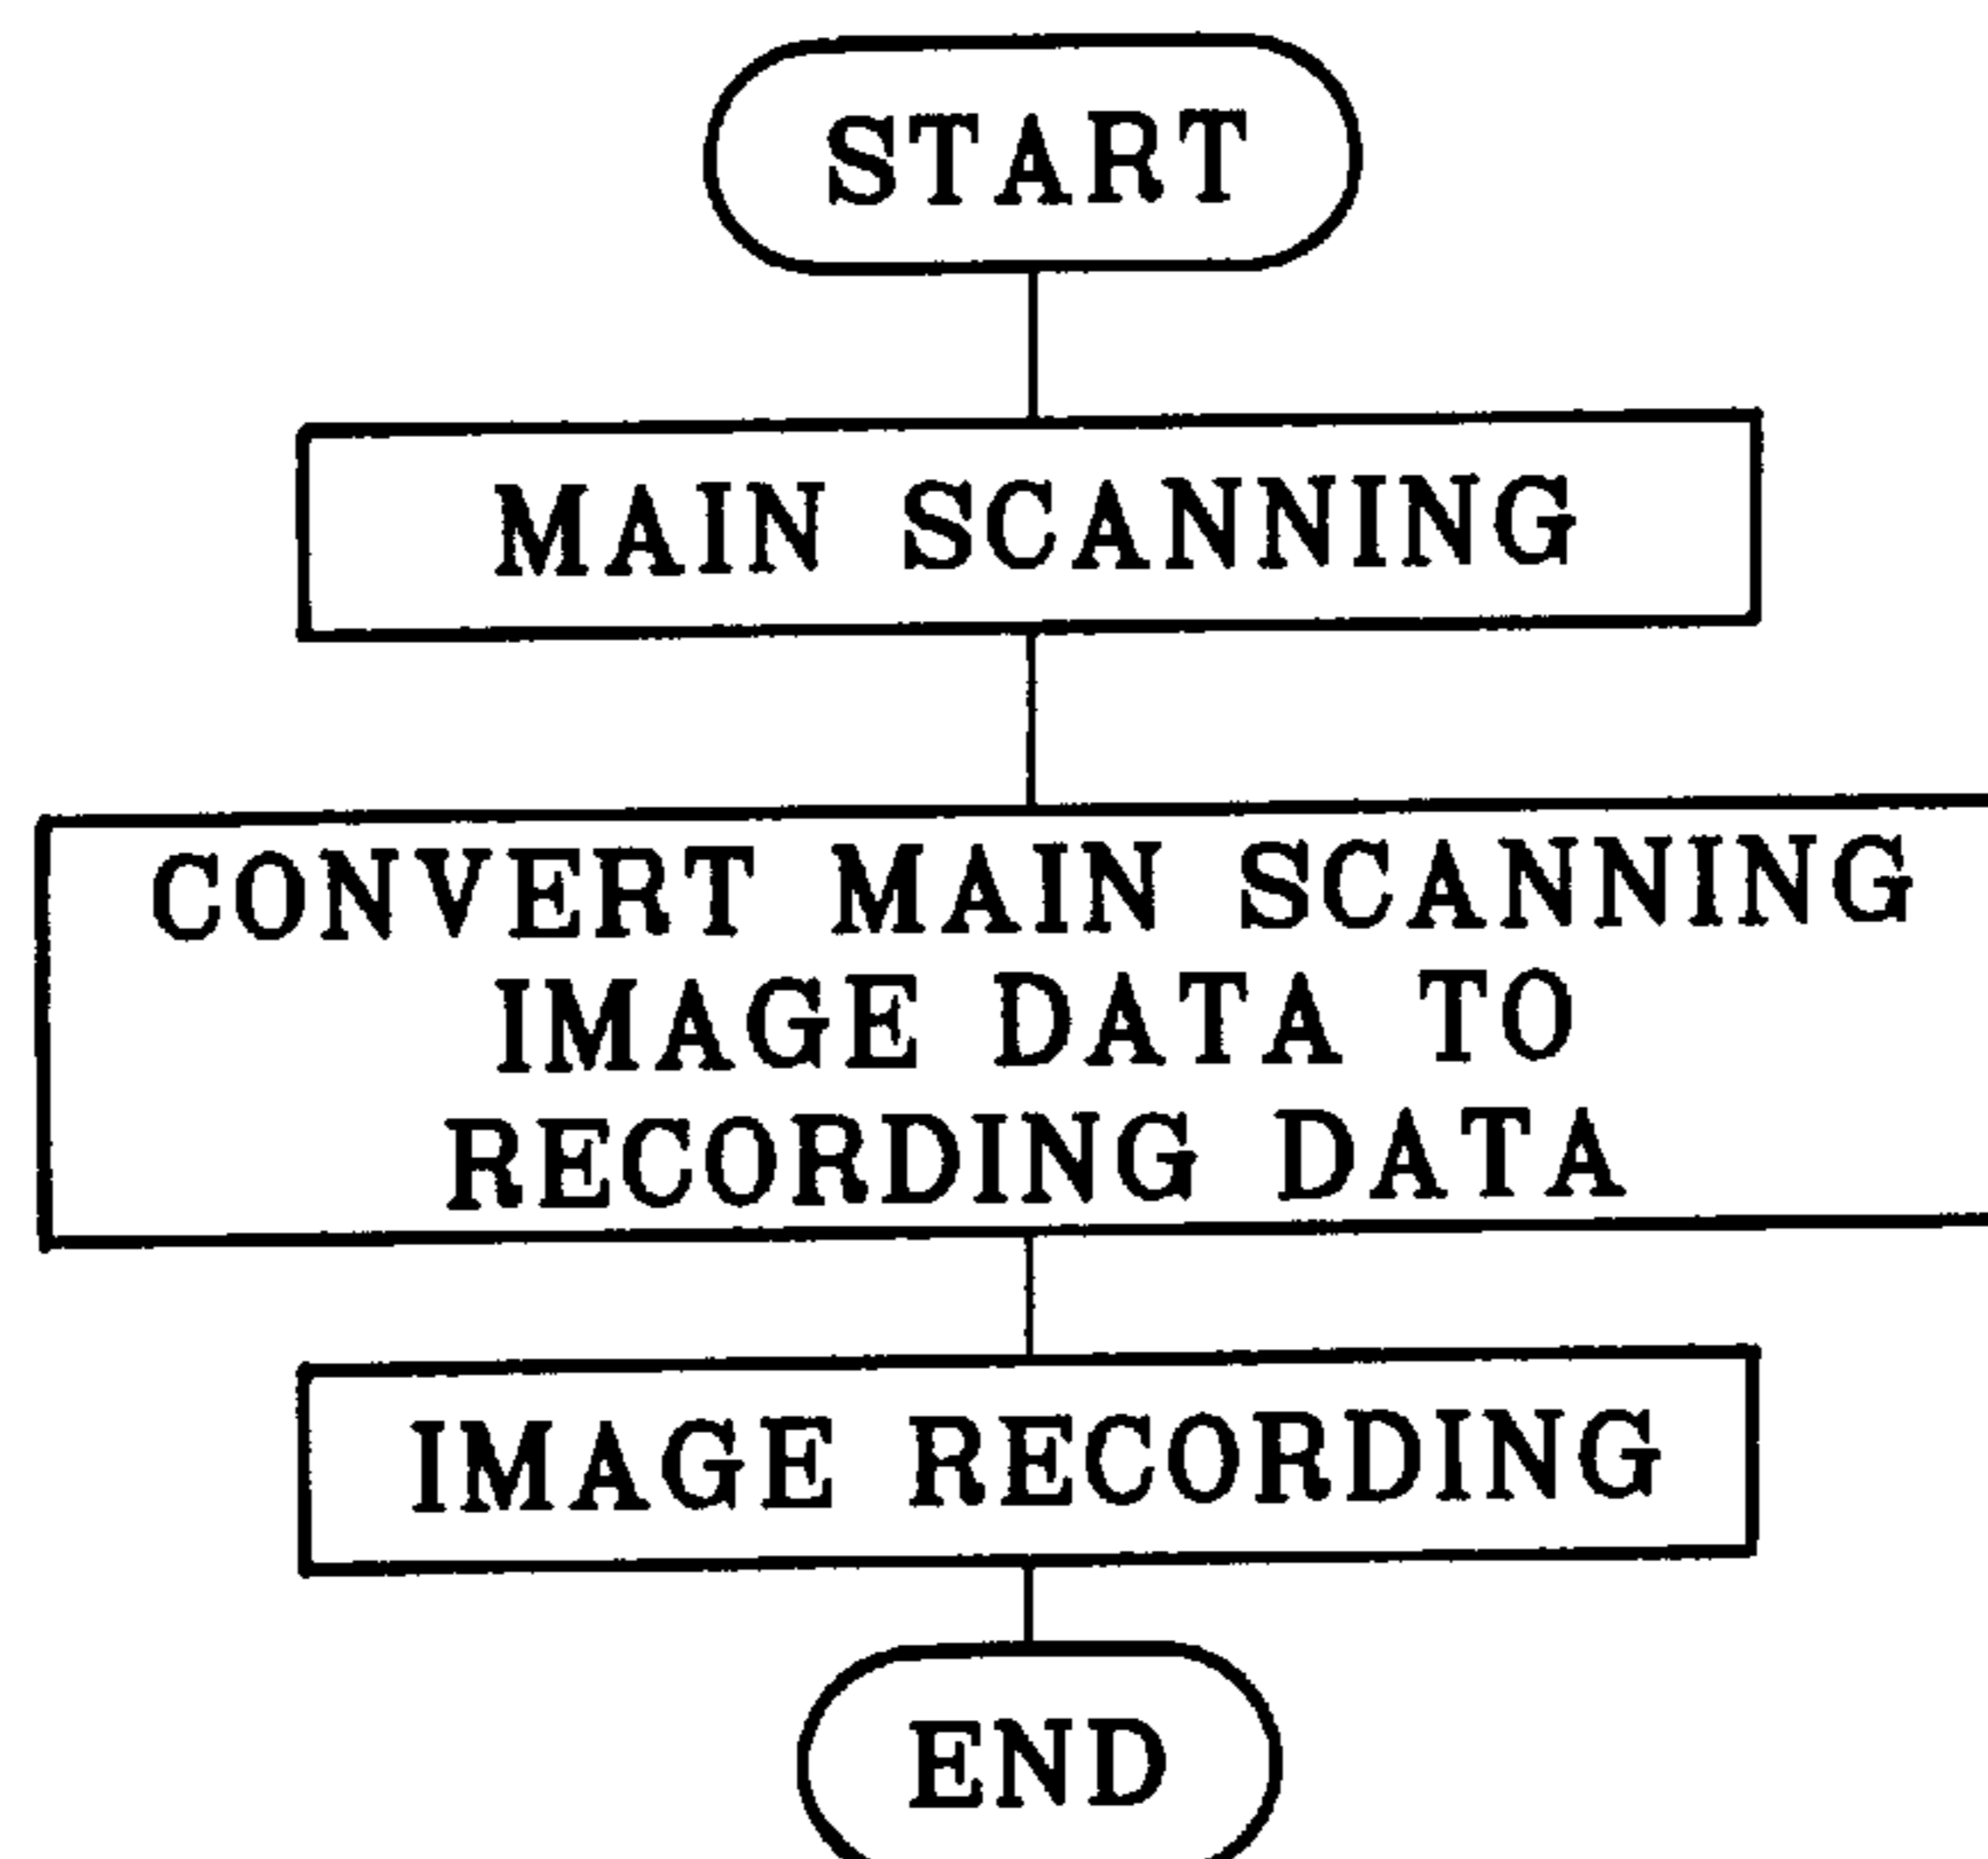 START
MAIN SCANNING
CONVERT MAIN SCANNING
IMAGE DATA TO
RECORDING DATA
IMAGE RECORDING
END